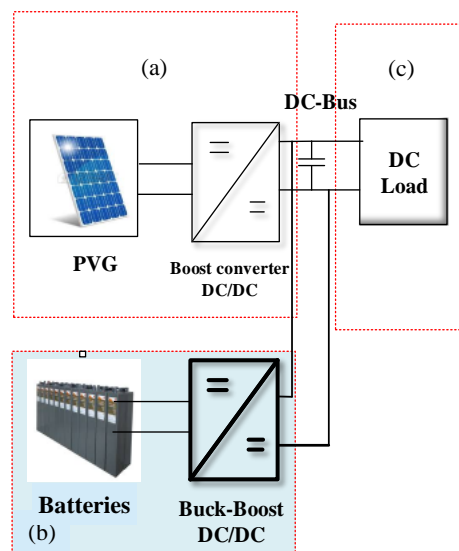 (a)
(c)
DC-Bus
DC
Load
PVG
Boost converter
DC/DC
Batteries
Buck-Boost
DC/DC
(b)